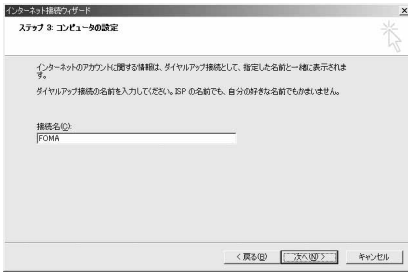 インターネット接続ウィザード
ステップ 3: コンピュータの設定
インターネットのアカウントに関する情報は、ダイヤルアップ接続として、指定した名前と一緒に表示されま
す。
ダイヤルアップ接続の名前を入力してください。ISP の名前でも、自分の好きな名前でもかまいません。
接続名(C):
FOMA
< 戻る(B)
次へ(N) >
キャンセル